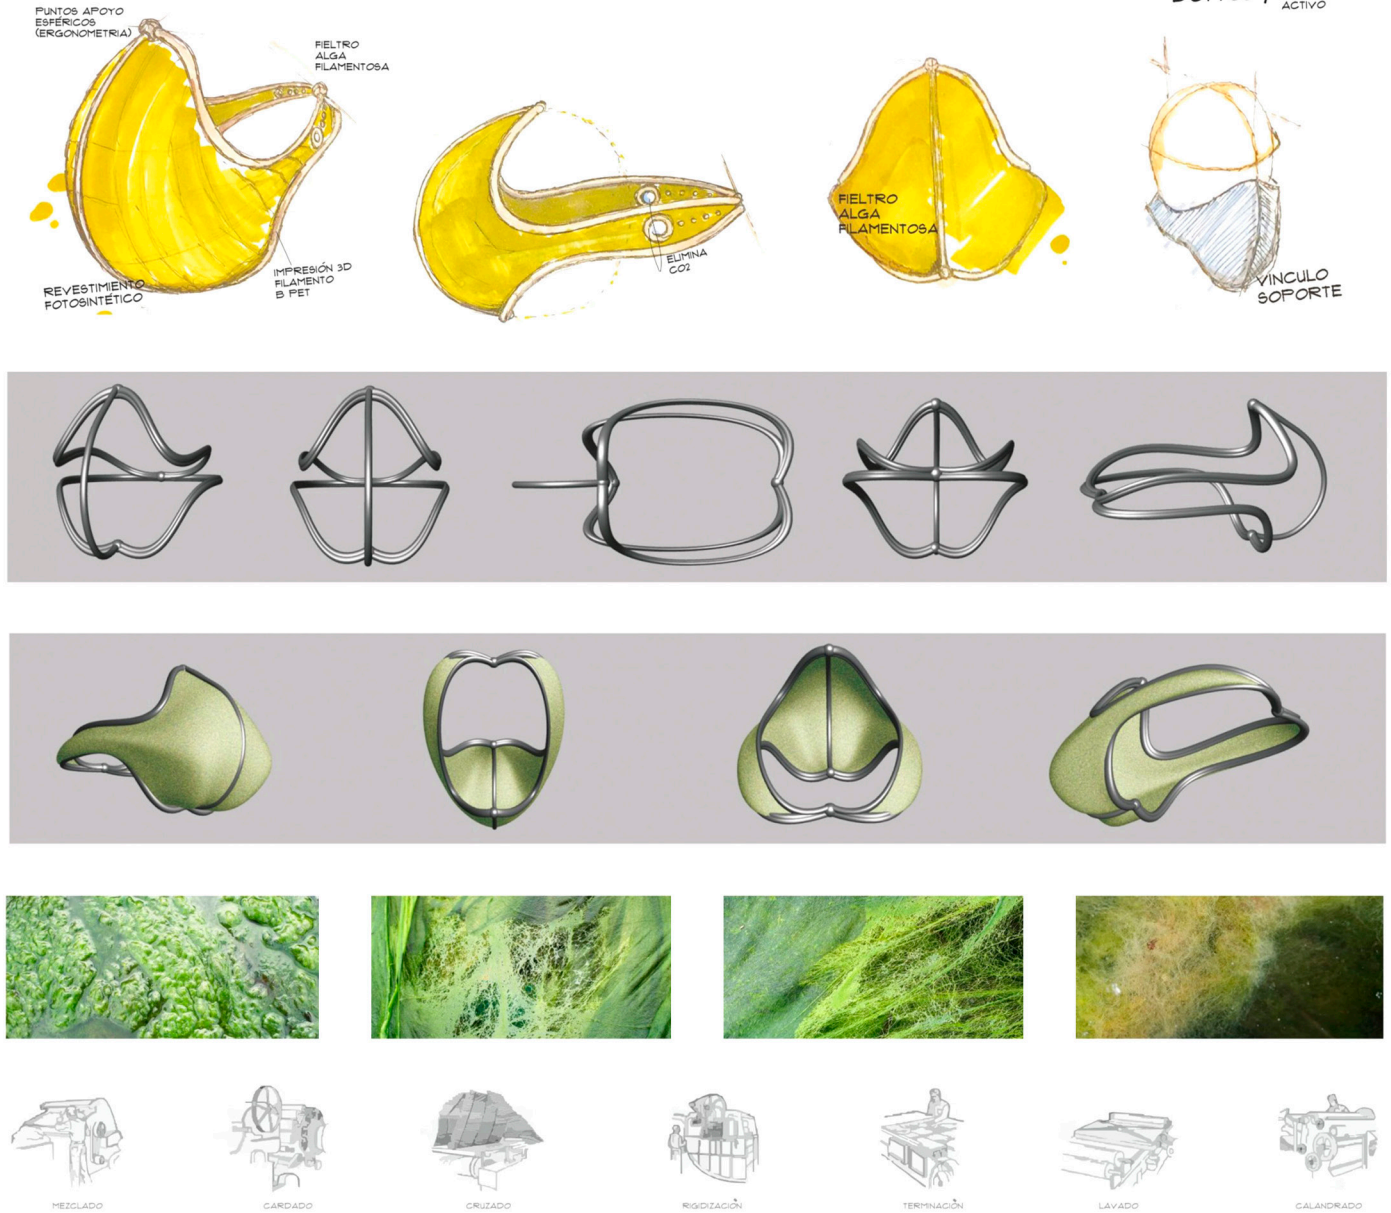 ACTIVO
PUNTOS APOYO
ESFÉRICOS
(ERGONOMETRIA)
FIELTRO
ALGA
FILAMENTOSA
REVESTIMIENTO
FOTOSINTÉTICO
IMPRESIÓN 3D
FILAMENTO
B PET
ELIMINA
CO2
FIELTRO
ALGA
FILAMENTOSA
VINCULO
SOPORTE
MEZCLADO
CARDADO
CRUZADO
RIGIDIZACIÓN
TERMINACIÓN
LAVADO
CALANDRADO